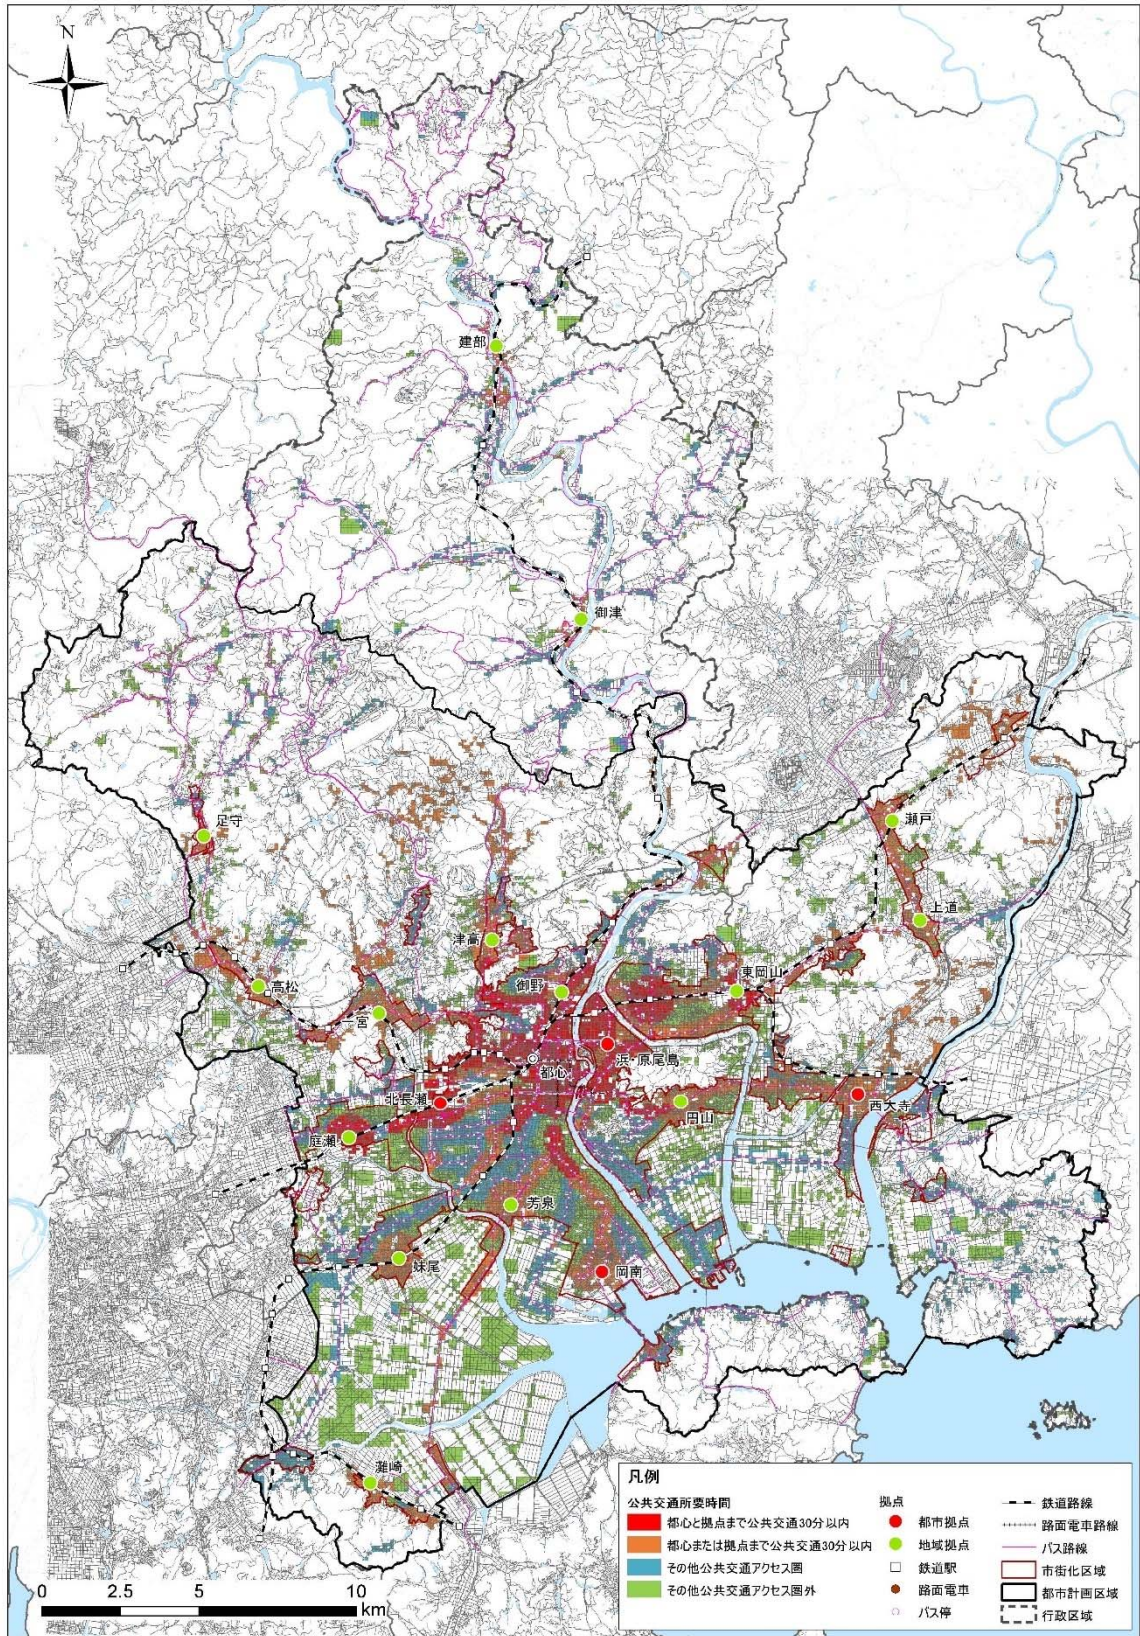 N
建部
御津
足守
瀬戸
上道
津高
高松
御野
東岡山
一宮
浜・原尾島
都心
北長瀬
西大寺
円山
庭瀬
芳泉
妹尾
岡南
灘崎
凡例
公共交通所要時間
都心と拠点まで公共交通30分以内
都心または拠点まで公共交通30分以内
その他公共交通アクセス圏
その他公共交通アクセス圏外
拠点
都市拠点
地域拠点
鉄道駅
路面電車
バス停
鉄道路線
路面電車路線
バス路線
市街化区域
都市計画区域
行政区域
0 2.5 5 10
km